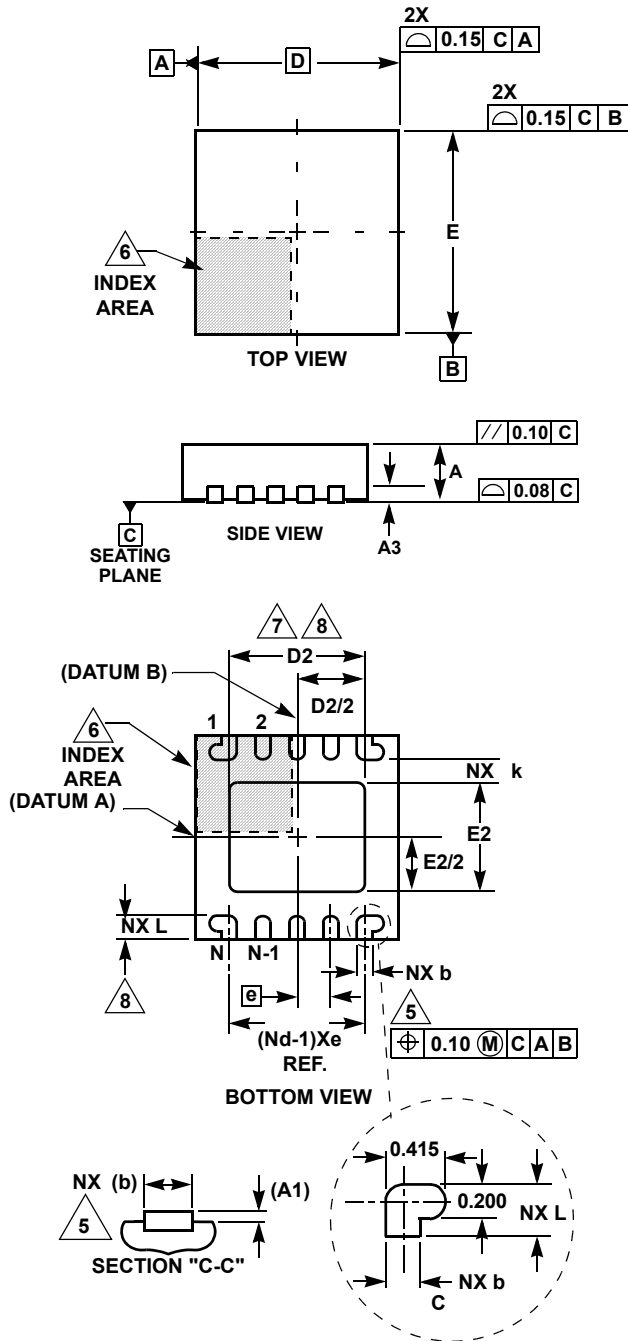 2X
⌓ 0.15 C A
A D
2X
⌓ 0.15 C B
E
6
INDEX
AREA
TOP VIEW
B
// 0.10 C
A
⌓ 0.08 C
C
SEATING
PLANE
SIDE VIEW
A3
7 8
D2
(DATUM B)
D2/2
6
INDEX
AREA
1 2
(DATUM A)
NX k
E2
E2/2
NX L
N N-1
8
NX b
e
5
(Nd-1)Xe
REF.
⌖ 0.10 Ⓜ C A B
BOTTOM VIEW
NX (b)
(A1)
5
SECTION "C-C"
0.415
0.200
NX L
NX b
C